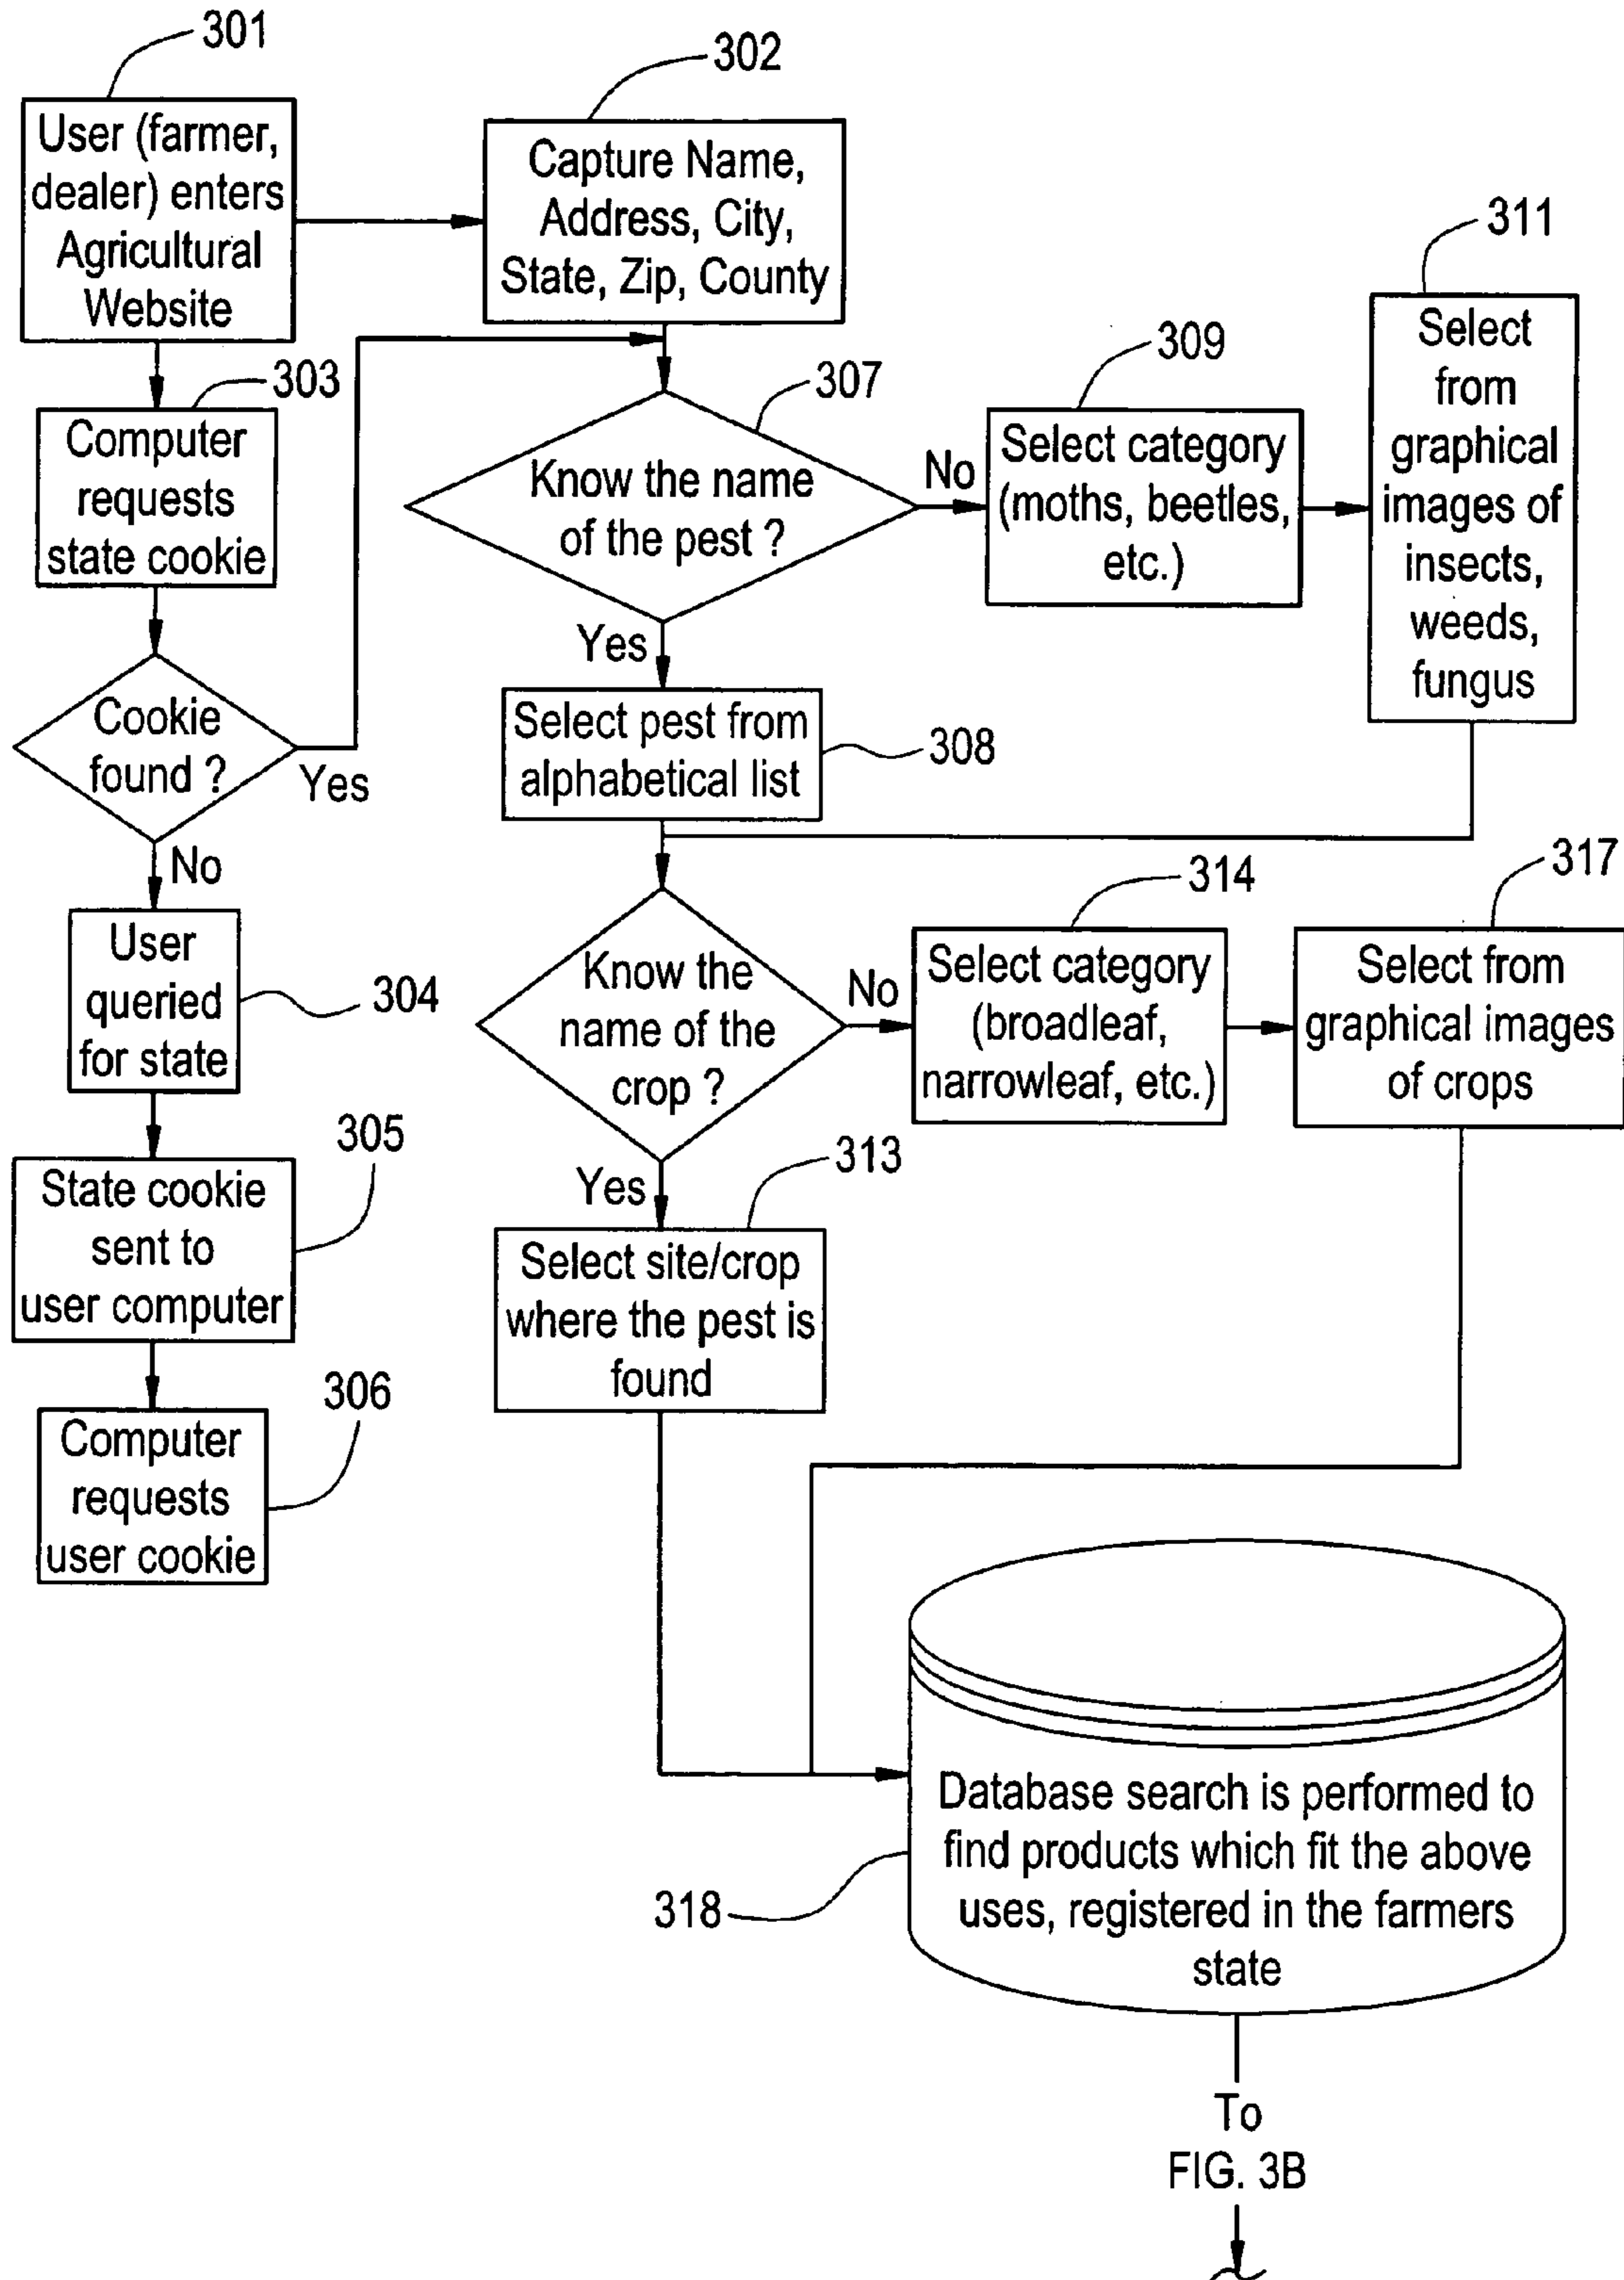 301
User (farmer,
dealer) enters
Agricultural
Website
302
Capture Name,
Address, City,
State, Zip, County
303
Computer
requests
state cookie
Cookie
found ?
Yes
No
User
queried
for state
304
305
State cookie
sent to
user computer
306
Computer
requests
user cookie
307
Know the name
of the pest ?
No
309
Select category
(moths, beetles,
etc.)
311
Select
from
graphical
images of
insects,
weeds,
fungus
Yes
Select pest from
alphabetical list
308
Know the
name of the
crop ?
No
314
Select category
(broadleaf,
narrowleaf, etc.)
317
Select from
graphical images
of crops
Yes
313
Select site/crop
where the pest is
found
318
Database search is performed to
find products which fit the above
uses, registered in the farmers
state
To
FIG. 3B